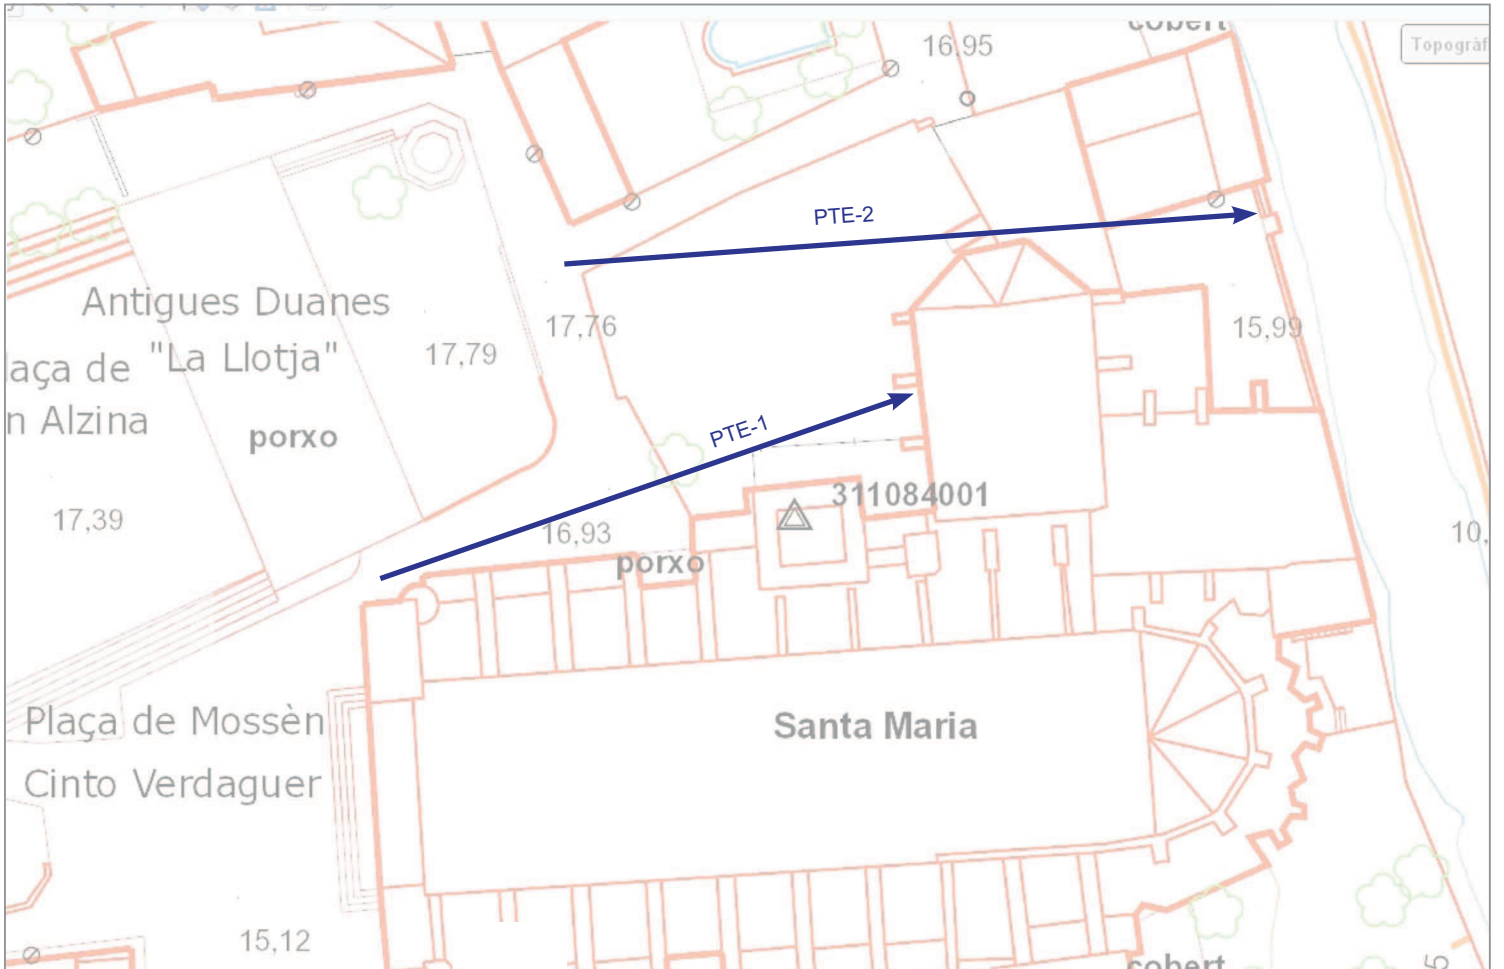 cobert
16,95
Topogràf
PTE-2
Antigues Duanes
"La Llotja"
17,76
17,79
15,99
laça de
n Alzina
porxo
PTE-1
311084001
17,39
16,93
porxo
10,
Plaça de Mossèn
Cinto Verdaguer
Santa Maria
15,12
cobert
5